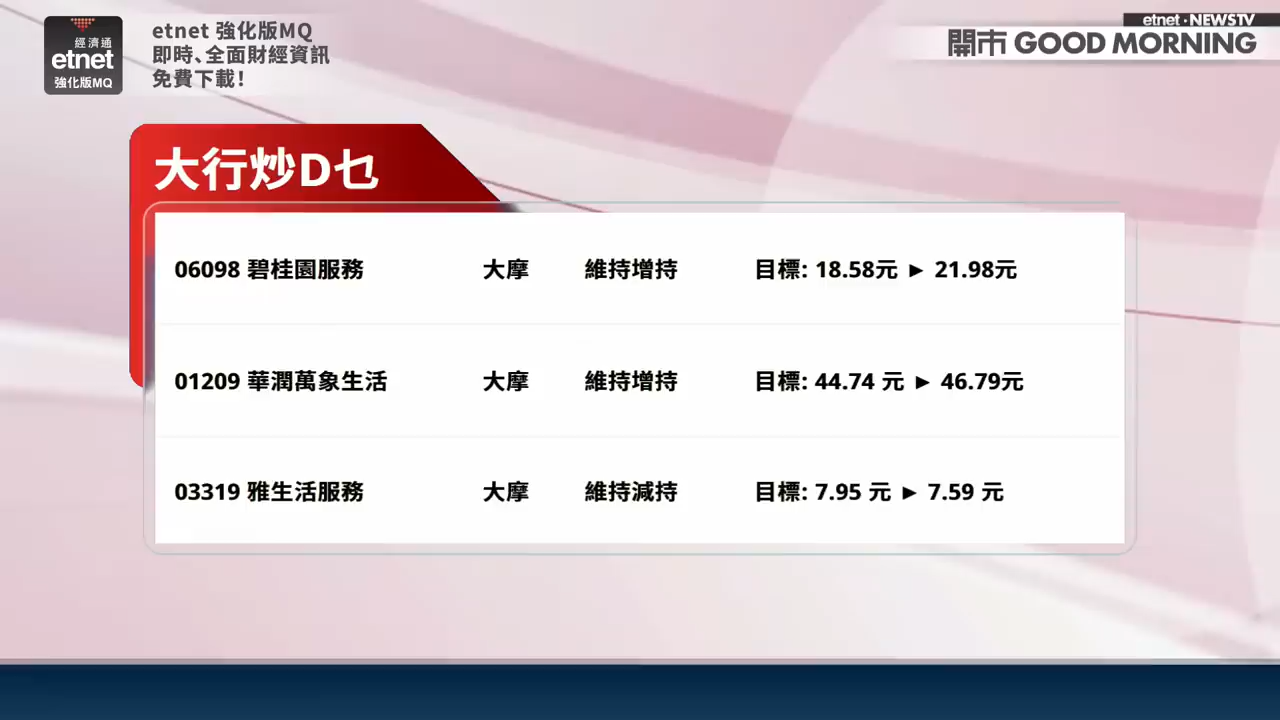 經濟通
etnet
強化版MQ
etnet 強化版MQ
即時、全面財經資訊
免費下載!
etnet·NEWSTV
開市 GOOD MORNING
大行炒D乜
06098 碧桂園服務 大摩 維持增持 目標: 18.58元 ► 21.98元
01209 華潤萬象生活 大摩 維持增持 目標: 44.74 元 ► 46.79元
03319 雅生活服務 大摩 維持減持 目標: 7.95 元 ► 7.59 元